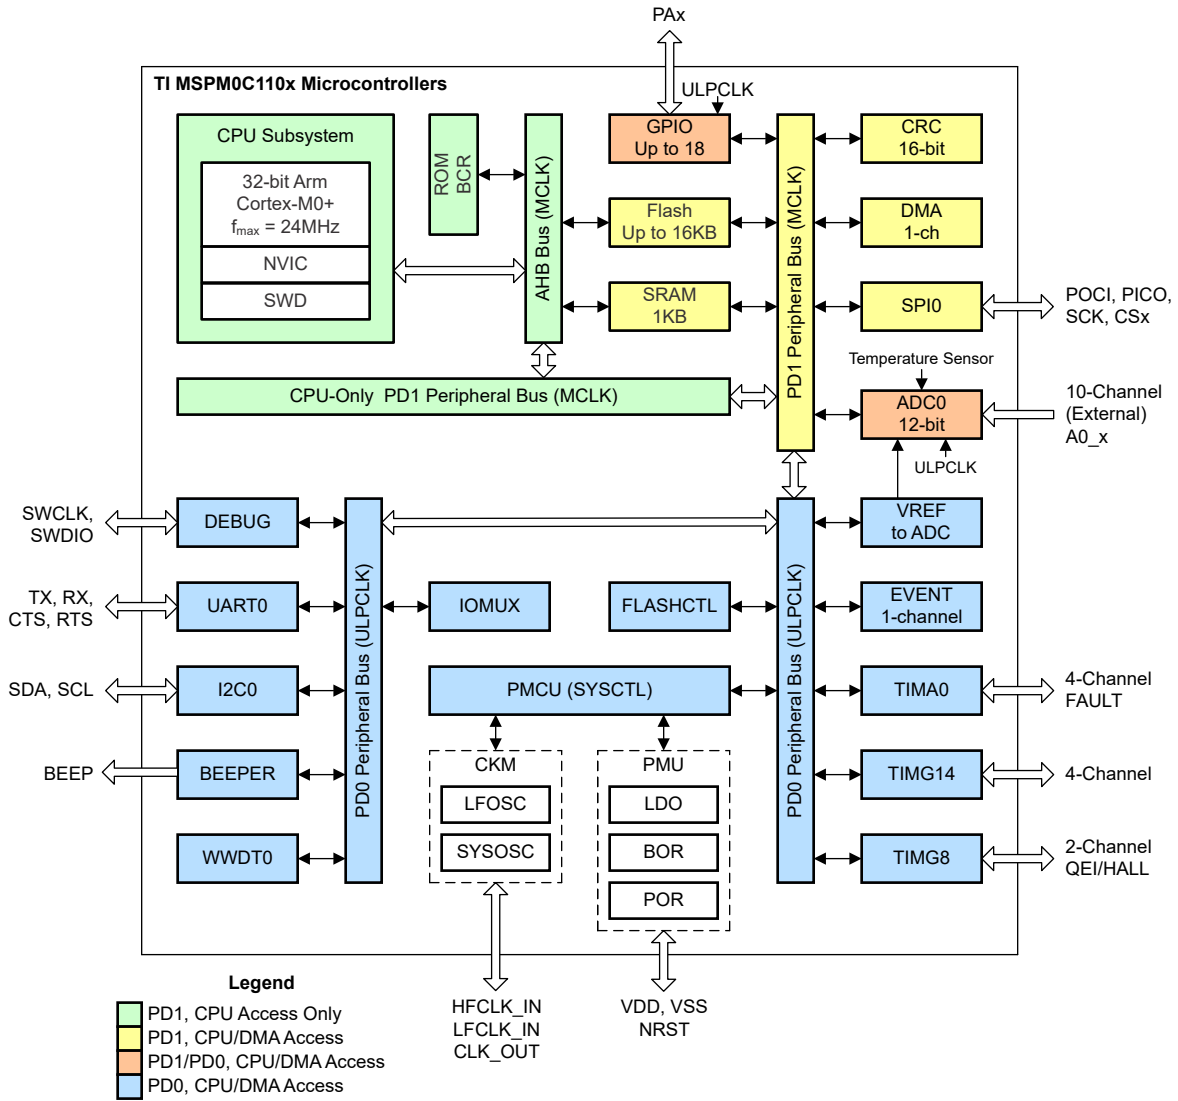 PAx
TI MSPM0C110x Microcontrollers
ULPCLK
CPU Subsystem
32-bit Arm
Cortex-M0+
fmax = 24MHz
NVIC
SWD
ROM
BCR
AHB Bus (MCLK)
GPIO
Up to 18
Flash
Up to 16KB
SRAM
1KB
PD1 Peripheral Bus (MCLK)
CRC
16-bit
DMA
1-ch
SPI0
POCI, PICO,
SCK, CSx
Temperature Sensor
CPU-Only PD1 Peripheral Bus (MCLK)
ADC0
12-bit
10-Channel
(External)
A0_x
ULPCLK
SWCLK,
SWDIO
DEBUG
PD0 Peripheral Bus (ULPCLK)
PD0 Peripheral Bus (ULPCLK)
VREF
to ADC
TX, RX,
CTS, RTS
UART0
IOMUX
FLASHCTL
EVENT
1-channel
SDA, SCL
I2C0
PMCU (SYSCTL)
TIMA0
4-Channel
FAULT
BEEP
BEEPER
CKM
LFOSC
SYSOSC
PMU
LDO
BOR
POR
TIMG14
4-Channel
WWDT0
TIMG8
2-Channel
QEI/HALL
HFCLK_IN
LFCLK_IN
CLK_OUT
VDD, VSS
NRST
Legend
PD1, CPU Access Only
PD1, CPU/DMA Access
PD1/PD0, CPU/DMA Access
PD0, CPU/DMA Access